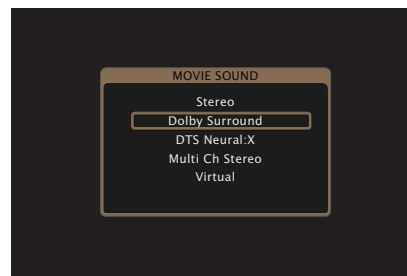 MOVIE SOUND
Stereo
Dolby Surround
DTS Neural:X
Multi Ch Stereo
Virtual